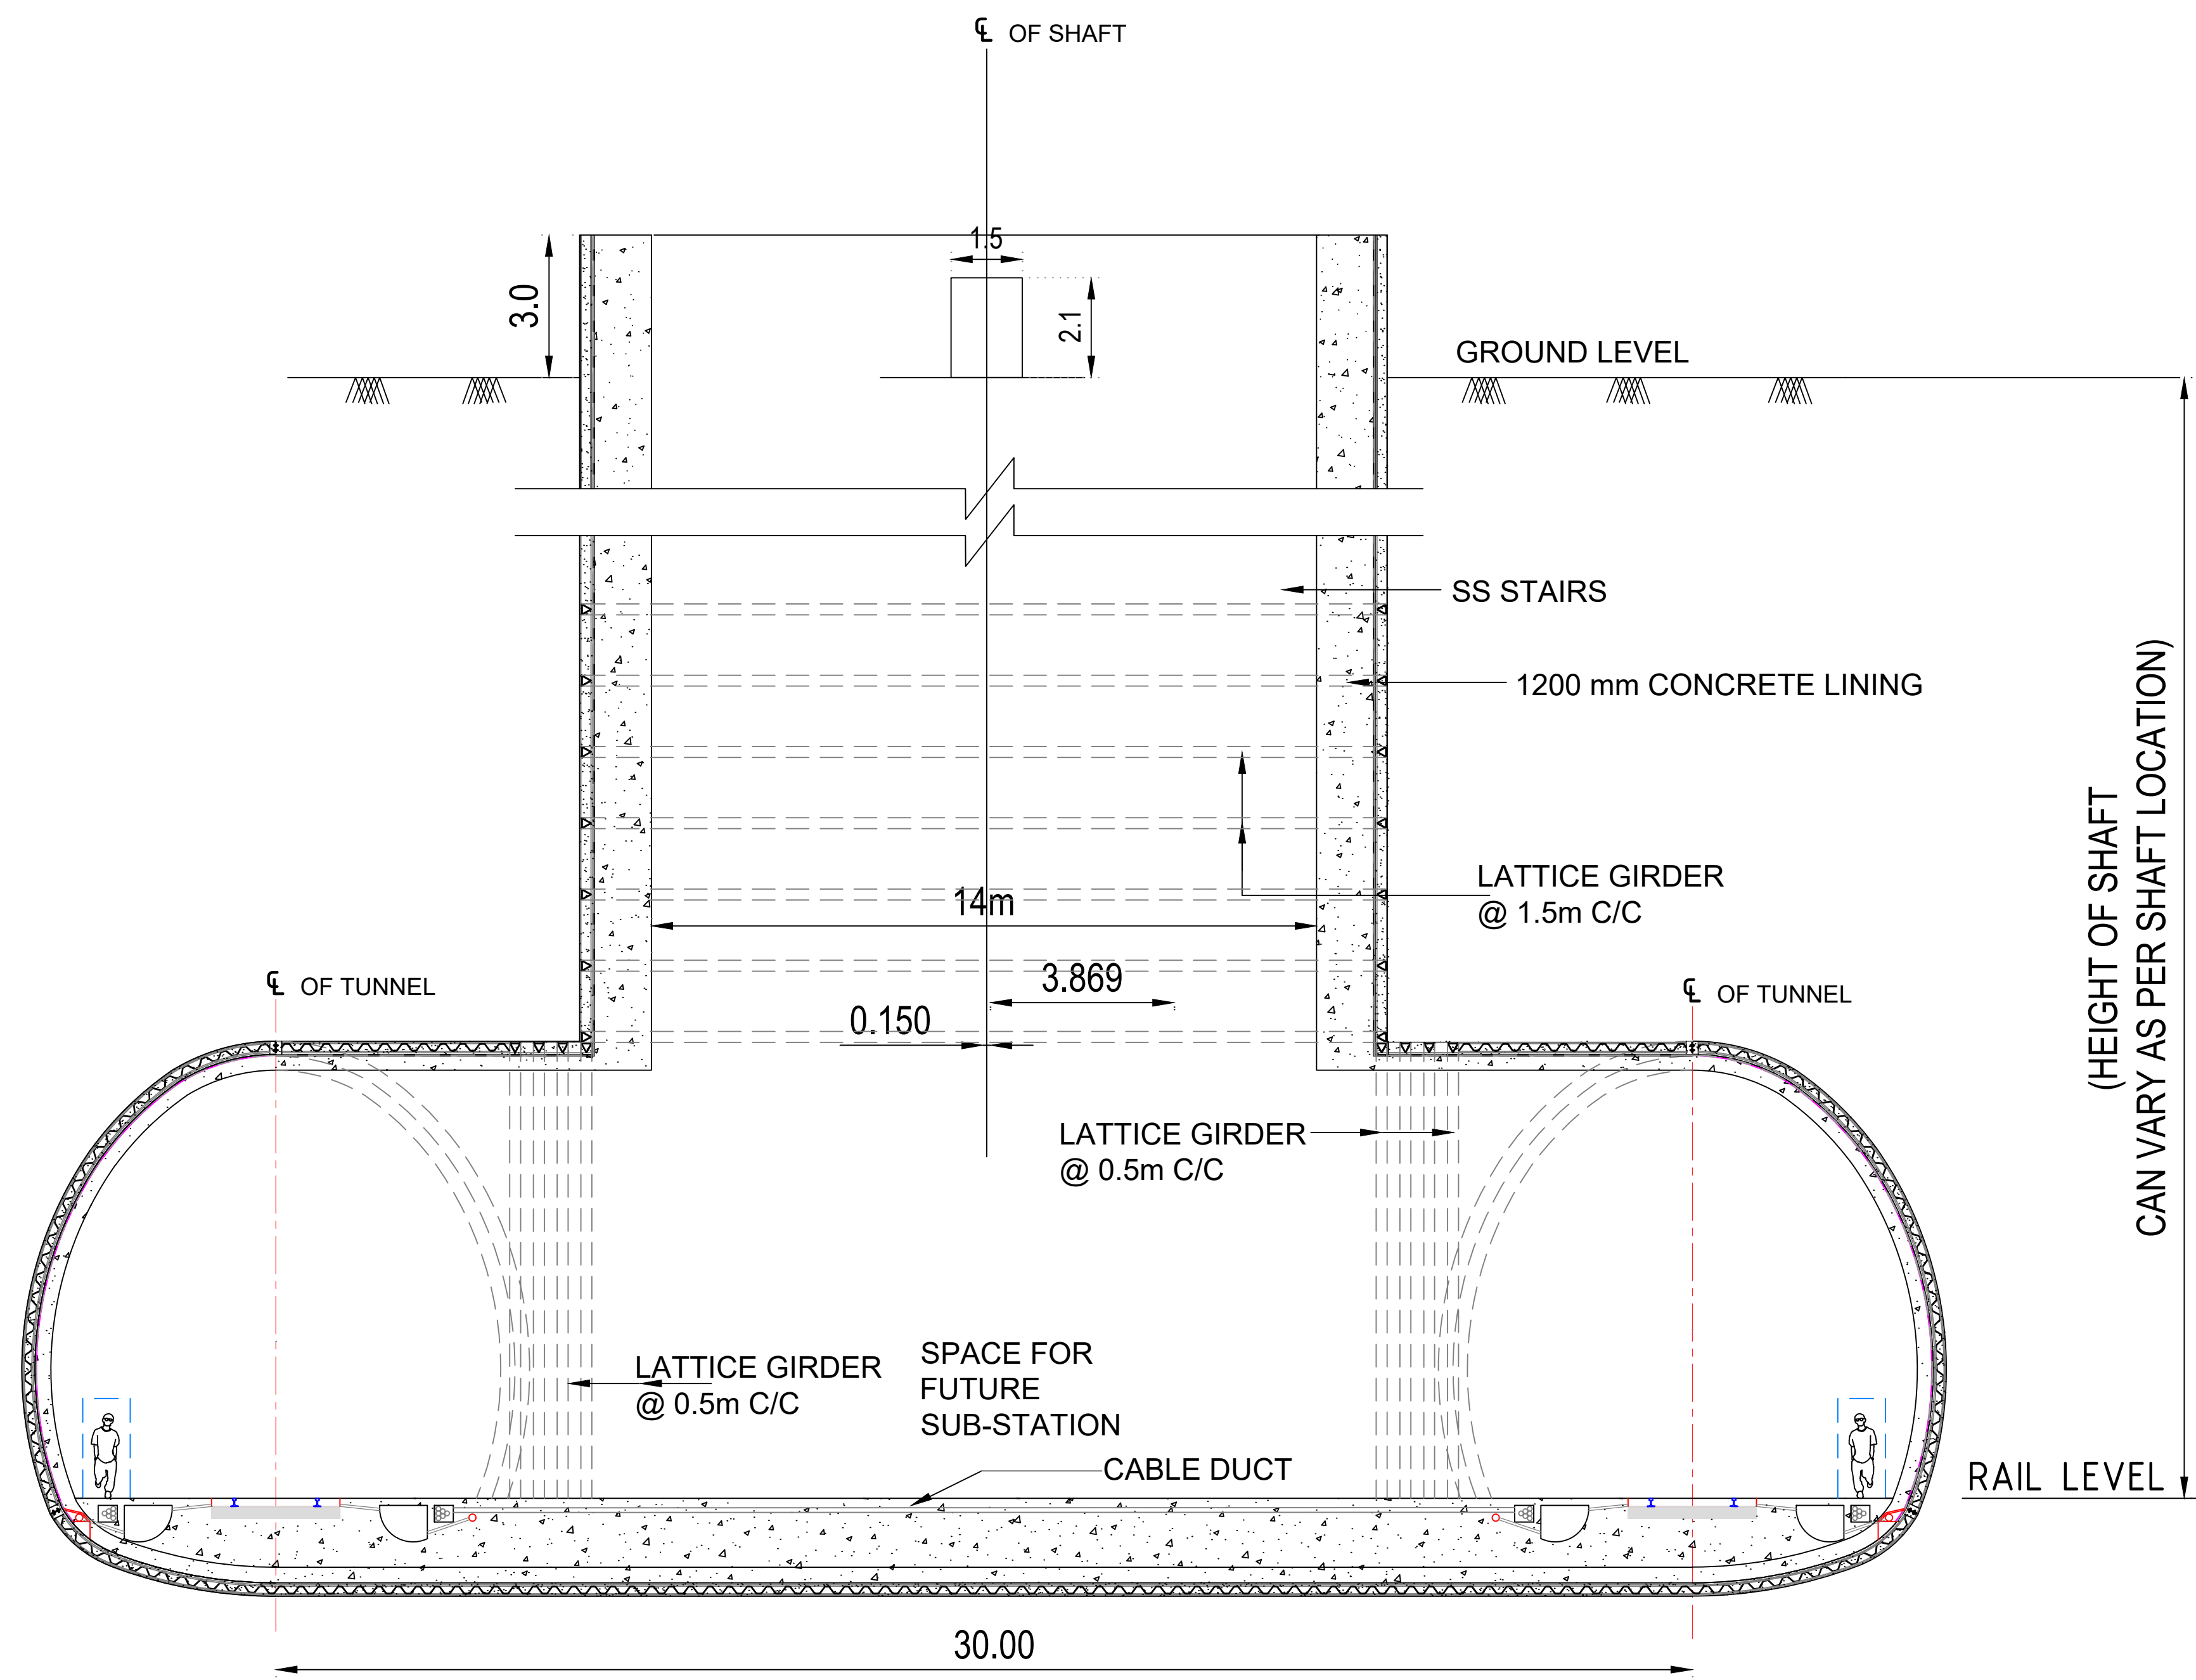 ℄ OF SHAFT
1.5
3.0
2.1
GROUND LEVEL
SS STAIRS
1200 mm CONCRETE LINING
LATTICE GIRDER
@ 1.5m C/C
14m
3.869
0.150
℄ OF TUNNEL
℄ OF TUNNEL
(HEIGHT OF SHAFT
CAN VARY AS PER SHAFT LOCATION)
LATTICE GIRDER
@ 0.5m C/C
LATTICE GIRDER
@ 0.5m C/C
SPACE FOR
FUTURE
SUB-STATION
CABLE DUCT
RAIL LEVEL
30.00